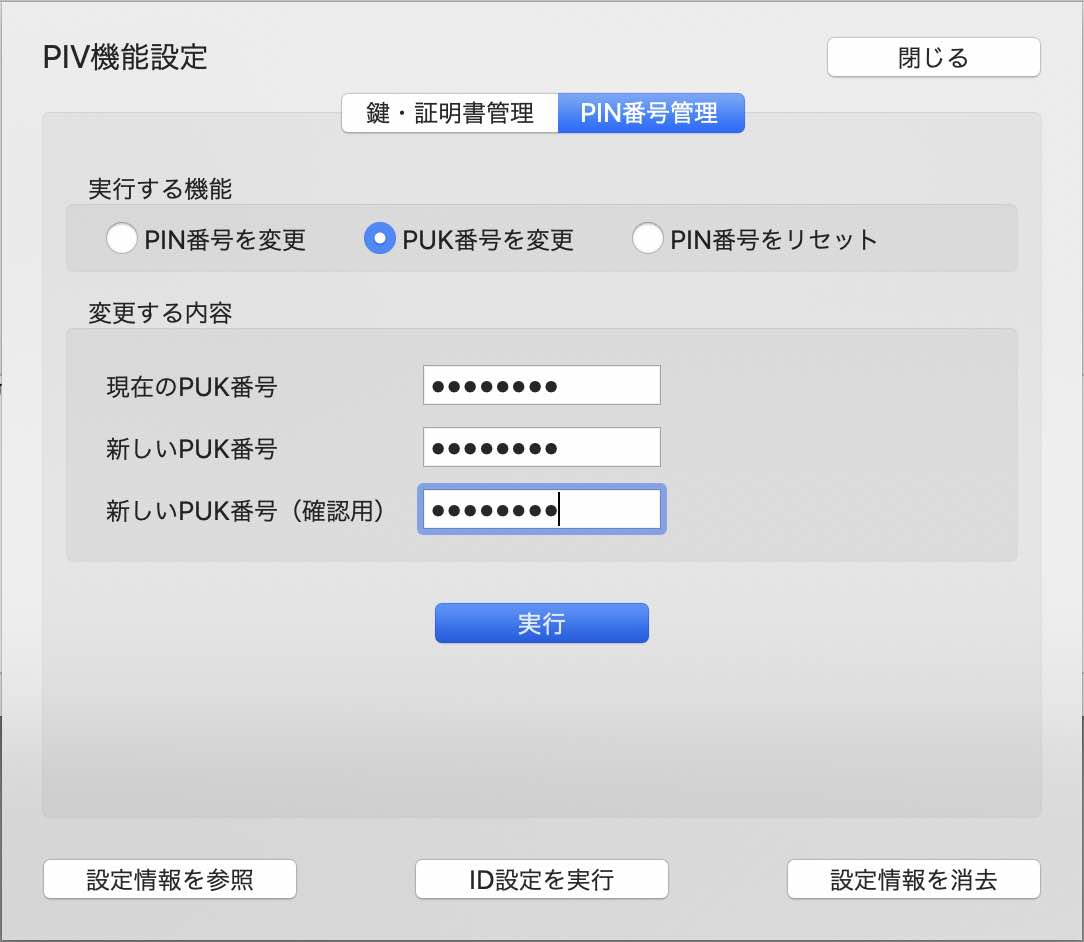 PIV機能設定
閉じる
鍵・証明書管理
PIN番号管理
実行する機能
PIN番号を変更
PUK番号を変更
PIN番号をリセット
変更する内容
現在のPUK番号
●●●●●●●●
新しいPUK番号
●●●●●●●●
新しいPUK番号（確認用）
●●●●●●●●
実行
設定情報を参照
ID設定を実行
設定情報を消去